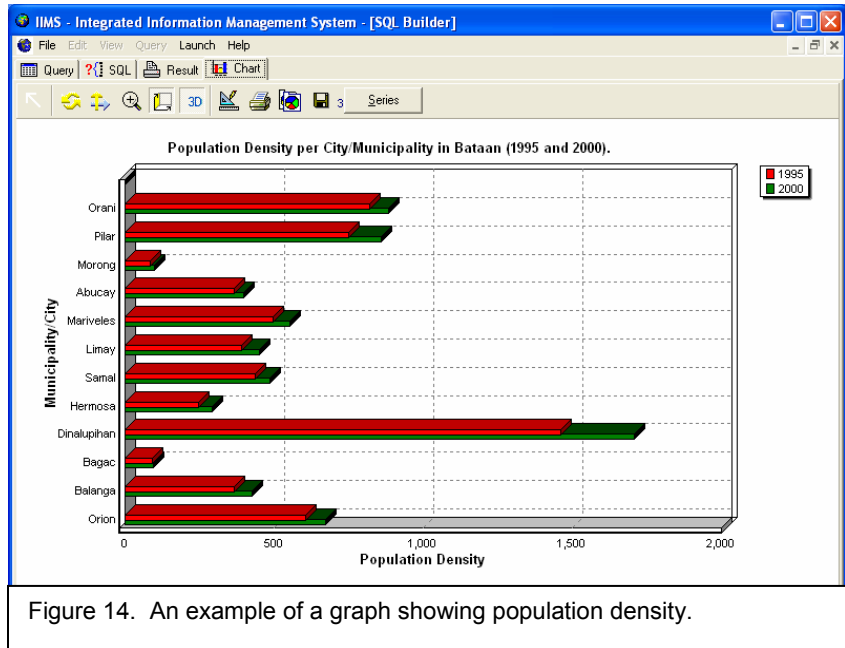 IIMS - Integrated Information Management System - [SQL Builder]
File Edit View Query Launch Help
Query ?{} SQL Result Chart
3D 3 Series
Population Density per City/Municipality in Bataan (1995 and 2000).
1995
2000
Municipality/City
Orani
Pilar
Morong
Abucay
Mariveles
Limay
Samal
Hermosa
Dinalupihan
Bagac
Balanga
Orion
0 500 1,000 1,500 2,000
Population Density
Figure 14. An example of a graph showing population density.